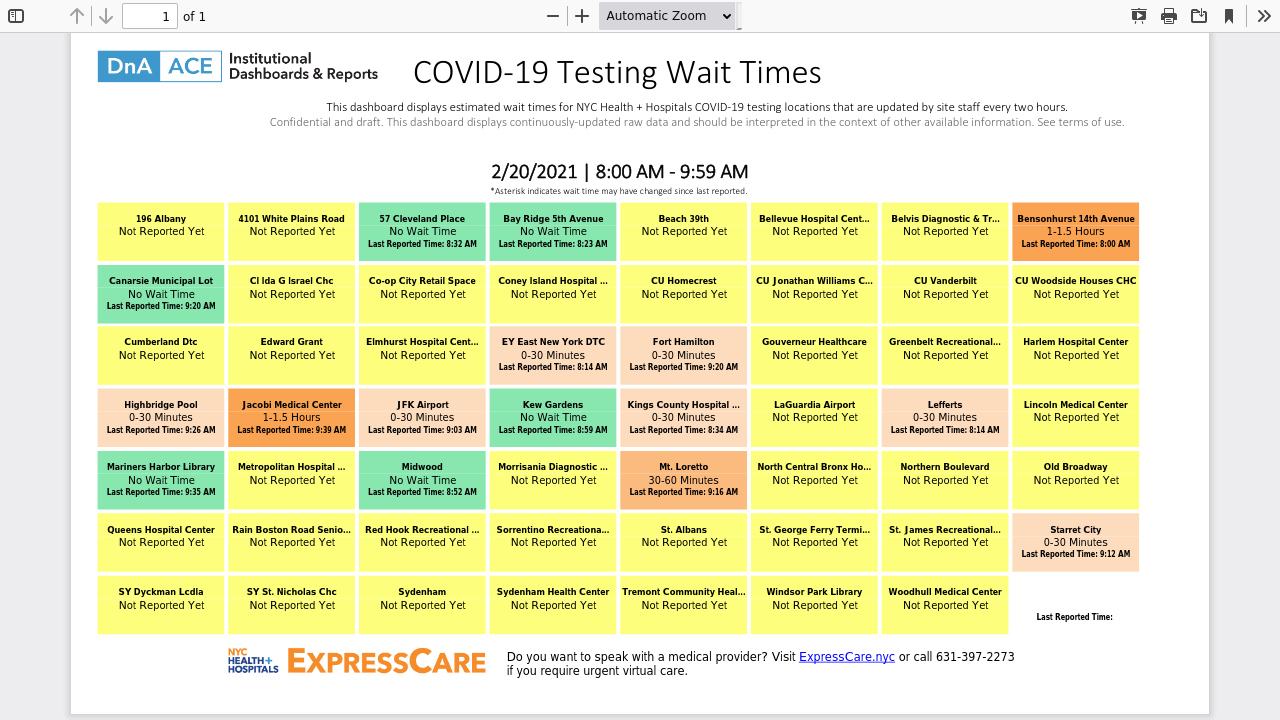 1 of 1 Automatic Zoom
DnA ACE Institutional Dashboards & Reports
COVID-19 Testing Wait Times
This dashboard displays estimated wait times for NYC Health + Hospitals COVID-19 testing locations that are updated by site staff every two hours.
Confidential and draft. This dashboard displays continuously-updated raw data and should be interpreted in the context of other available information. See terms of use.
2/20/2021 | 8:00 AM - 9:59 AM
*Asterisk indicates wait time may have changed since last reported.
196 Albany
Not Reported Yet
4101 White Plains Road
Not Reported Yet
57 Cleveland Place
No Wait Time
Last Reported Time: 8:32 AM
Bay Ridge 5th Avenue
No Wait Time
Last Reported Time: 8:23 AM
Beach 39th
Not Reported Yet
Bellevue Hospital Cent...
Not Reported Yet
Belvis Diagnostic & Tr...
Not Reported Yet
Bensonhurst 14th Avenue
1-1.5 Hours
Last Reported Time: 8:00 AM
Canarsie Municipal Lot
No Wait Time
Last Reported Time: 9:20 AM
CI Ida G Israel Chc
Not Reported Yet
Co-op City Retail Space
Not Reported Yet
Coney Island Hospital ...
Not Reported Yet
CU Homecrest
Not Reported Yet
CU Jonathan Williams C...
Not Reported Yet
CU Vanderbilt
Not Reported Yet
CU Woodside Houses CHC
Not Reported Yet
Cumberland Dtc
Not Reported Yet
Edward Grant
Not Reported Yet
Elmhurst Hospital Cent...
Not Reported Yet
EY East New York DTC
0-30 Minutes
Last Reported Time: 8:14 AM
Fort Hamilton
0-30 Minutes
Last Reported Time: 9:20 AM
Gouverneur Healthcare
Not Reported Yet
Greenbelt Recreational...
Not Reported Yet
Harlem Hospital Center
Not Reported Yet
Highbridge Pool
0-30 Minutes
Last Reported Time: 9:26 AM
Jacobi Medical Center
1-1.5 Hours
Last Reported Time: 9:39 AM
JFK Airport
0-30 Minutes
Last Reported Time: 9:03 AM
Kew Gardens
No Wait Time
Last Reported Time: 8:59 AM
Kings County Hospital ...
0-30 Minutes
Last Reported Time: 8:34 AM
LaGuardia Airport
Not Reported Yet
Lefferts
0-30 Minutes
Last Reported Time: 8:14 AM
Lincoln Medical Center
Not Reported Yet
Mariners Harbor Library
No Wait Time
Last Reported Time: 9:35 AM
Metropolitan Hospital ...
Not Reported Yet
Midwood
No Wait Time
Last Reported Time: 8:52 AM
Morrisania Diagnostic ...
Not Reported Yet
Mt. Loretto
30-60 Minutes
Last Reported Time: 9:16 AM
North Central Bronx Ho...
Not Reported Yet
Northern Boulevard
Not Reported Yet
Old Broadway
Not Reported Yet
Queens Hospital Center
Not Reported Yet
Rain Boston Road Senio...
Not Reported Yet
Red Hook Recreational ...
Not Reported Yet
Sorrentino Recreationa...
Not Reported Yet
St. Albans
Not Reported Yet
St. George Ferry Termi...
Not Reported Yet
St. James Recreational...
Not Reported Yet
Starret City
0-30 Minutes
Last Reported Time: 9:12 AM
SY Dyckman Lcdla
Not Reported Yet
SY St. Nicholas Chc
Not Reported Yet
Sydenham
Not Reported Yet
Sydenham Health Center
Not Reported Yet
Tremont Community Heal...
Not Reported Yet
Windsor Park Library
Not Reported Yet
Woodhull Medical Center
Not Reported Yet
Last Reported Time:
NYC HEALTH+ HOSPITALS
EXPRESSCARE
Do you want to speak with a medical provider? Visit ExpressCare.nyc or call 631-397-2273
if you require urgent virtual care.